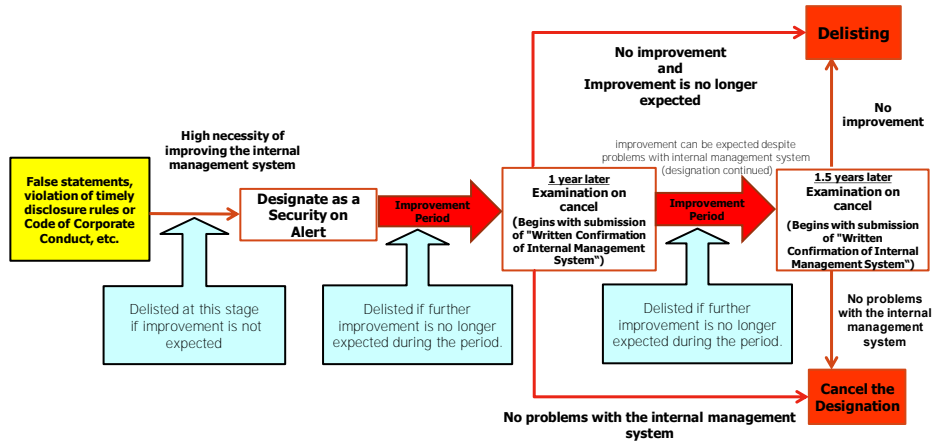 False statements,
violation of timely
disclosure rules or
Code of Corporate
Conduct, etc.
High necessity of
improving the internal
management system
Delisted at this stage
if improvement is not
expected
Designate as a
Security on
Alert
Improvement
Period
Delisted if further
improvement is no longer
expected during the period.
1 year later
Examination on
cancel
(Begins with submission
of "Written Confirmation
of Internal Management
System“)
No improvement
and
Improvement is no longer
expected
No problems with the internal management
system
improvement can be expected despite
problems with internal management system
(designation continued)
Improvement
Period
Delisted if further
improvement is no longer
expected during the period.
1.5 years later
Examination on
cancel
(Begins with submission
of "Written
Confirmation of Internal
Management System“)
No
improvement
Delisting
No problems
with the internal
management
system
Cancel the
Designation